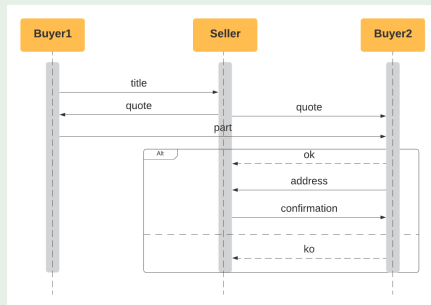 Buyer1
Seller
Buyer2
title
quote
quote
part
Alt
ok
address
confirmation
ko